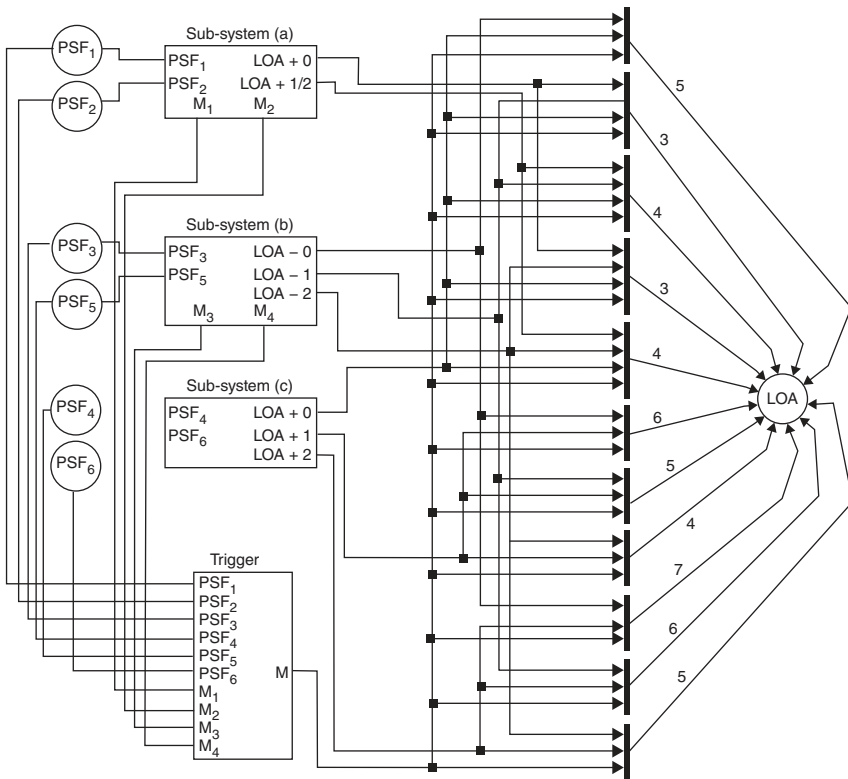 Sub-system (a)
PSF₁
PSF₂
PSF₁
PSF₂
LOA + 0
LOA + 1/2
M₁
M₂
Sub-system (b)
PSF₃
PSF₅
PSF₃
PSF₅
LOA − 0
LOA − 1
LOA − 2
M₃
M₄
Sub-system (c)
PSF₄
PSF₆
PSF₄
PSF₆
LOA + 0
LOA + 1
LOA + 2
Trigger
PSF₁
PSF₂
PSF₃
PSF₄
PSF₅
PSF₆
M₁
M₂
M₃
M₄
M
5
3
4
3
4
6
5
4
7
6
5
LOA